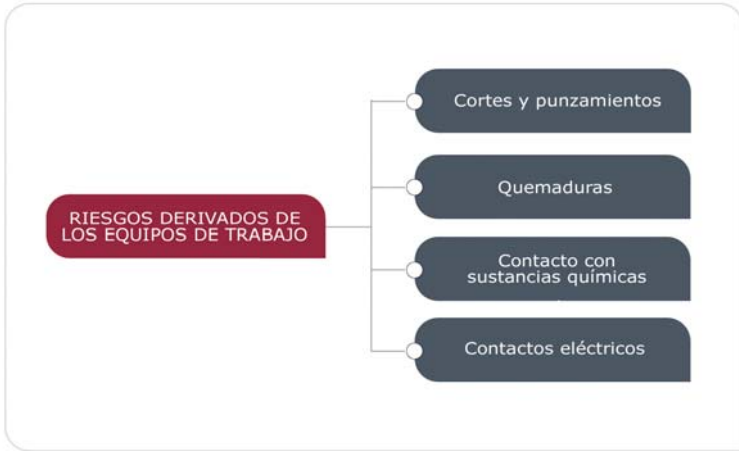 RIESGOS DERIVADOS DE
LOS EQUIPOS DE TRABAJO
Cortes y punzamientos
Quemaduras
Contacto con
sustancias químicas
Contactos eléctricos